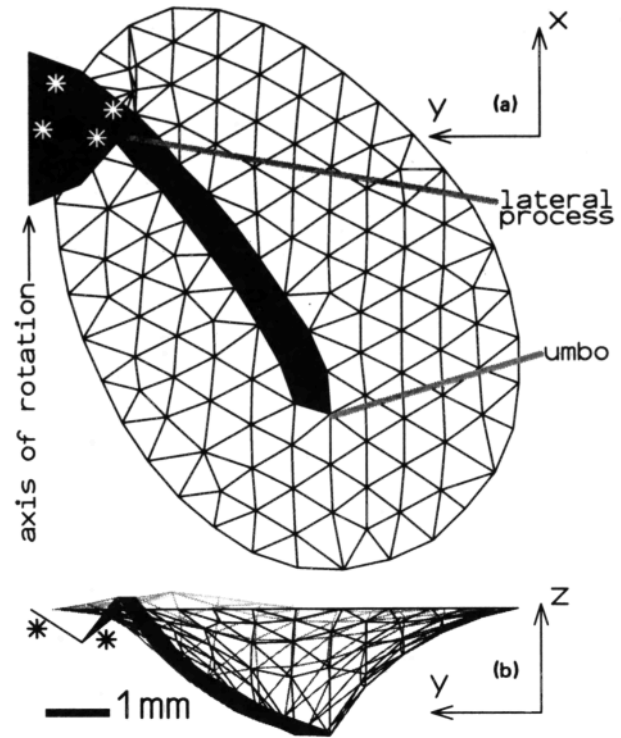 x
y
(a)
lateral
process
axis of rotation
umbo
z
y
(b)
1mm